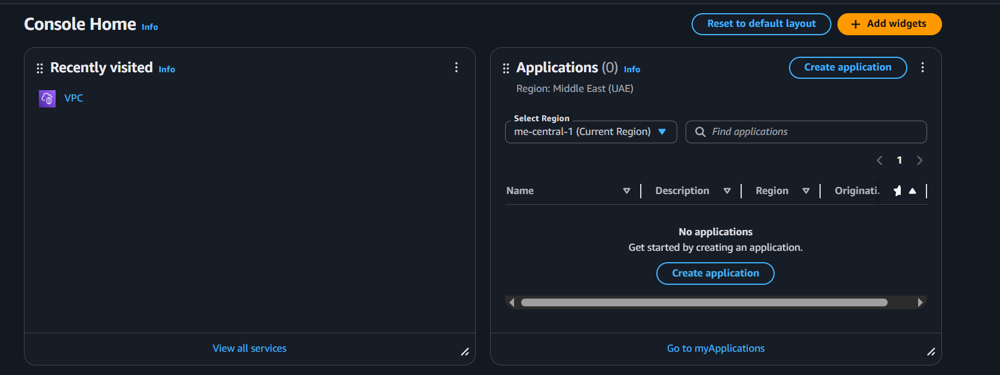 Console Home Info
Reset to default layout
Add widgets
Recently visited Info
VPC
View all services
Applications (0) Info
Create application
Region: Middle East (UAE)
Select Region
me-central-1 (Current Region)
Find applications
1
Name
Description
Region
Originati.
No applications
Get started by creating an application.
Create application
Go to myApplications